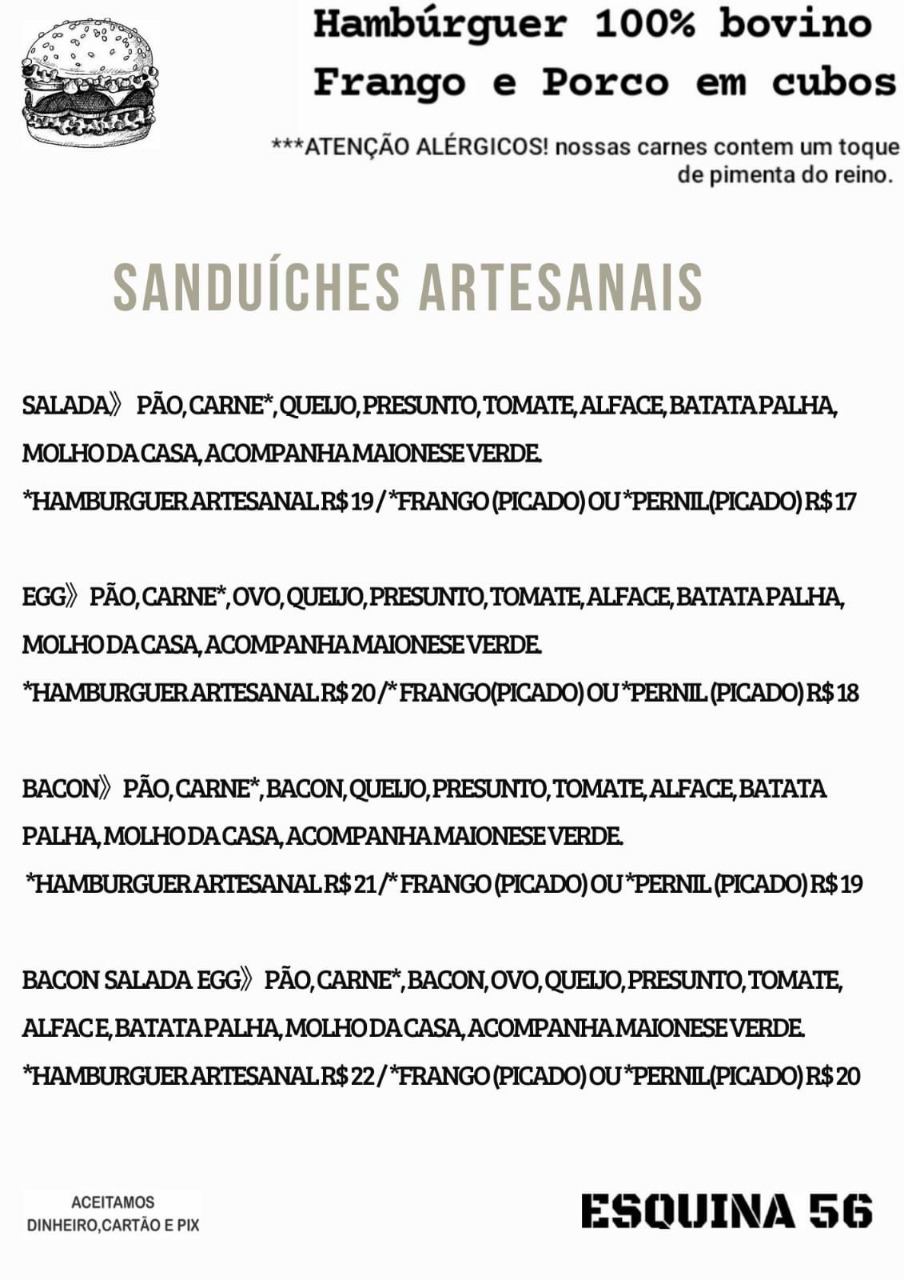 Hambúrguer 100% bovino
Frango e Porco em cubos
***ATENÇÃO ALÉRGICOS! nossas carnes contem um toque
de pimenta do reino.
SANDUÍCHES ARTESANAIS
SALADA》 PÃO, CARNE*, QUEIJO, PRESUNTO, TOMATE, ALFACE, BATATA PALHA,
MOLHO DA CASA, ACOMPANHA MAIONESE VERDE.
*HAMBURGUER ARTESANAL R$ 19 / *FRANGO (PICADO) OU *PERNIL(PICADO) R$ 17
EGG》 PÃO, CARNE*, OVO, QUEIJO, PRESUNTO, TOMATE, ALFACE, BATATA PALHA,
MOLHO DA CASA, ACOMPANHA MAIONESE VERDE.
*HAMBURGUER ARTESANAL R$ 20 /* FRANGO(PICADO) OU *PERNIL (PICADO) R$ 18
BACON》 PÃO, CARNE*, BACON, QUEIJO, PRESUNTO, TOMATE, ALFACE, BATATA
PALHA, MOLHO DA CASA, ACOMPANHA MAIONESE VERDE.
*HAMBURGUER ARTESANAL R$ 21 /* FRANGO (PICADO) OU *PERNIL (PICADO) R$ 19
BACON SALADA EGG》 PÃO, CARNE*, BACON, OVO, QUEIJO, PRESUNTO, TOMATE,
ALFACE, BATATA PALHA, MOLHO DA CASA, ACOMPANHA MAIONESE VERDE.
*HAMBURGUER ARTESANAL R$ 22 / *FRANGO (PICADO) OU *PERNIL(PICADO) R$ 20
ACEITAMOS
DINHEIRO,CARTÃO E PIX
ESQUINA 56